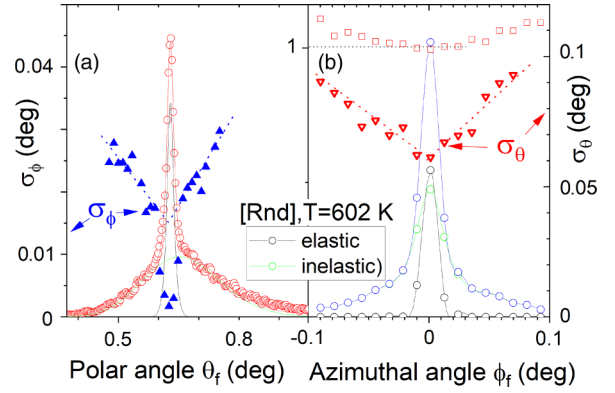 0.04
(a)
σϕ (deg)
σϕ
0.01
0
0.5
0.8
Polar angle θf (deg)
1
(b)
σθ
[Rnd],T=602 K
elastic
inelastic)
0.1
0.05
0
σθ (deg)
-0.1
0
0.1
Azimuthal angle ϕf (deg)